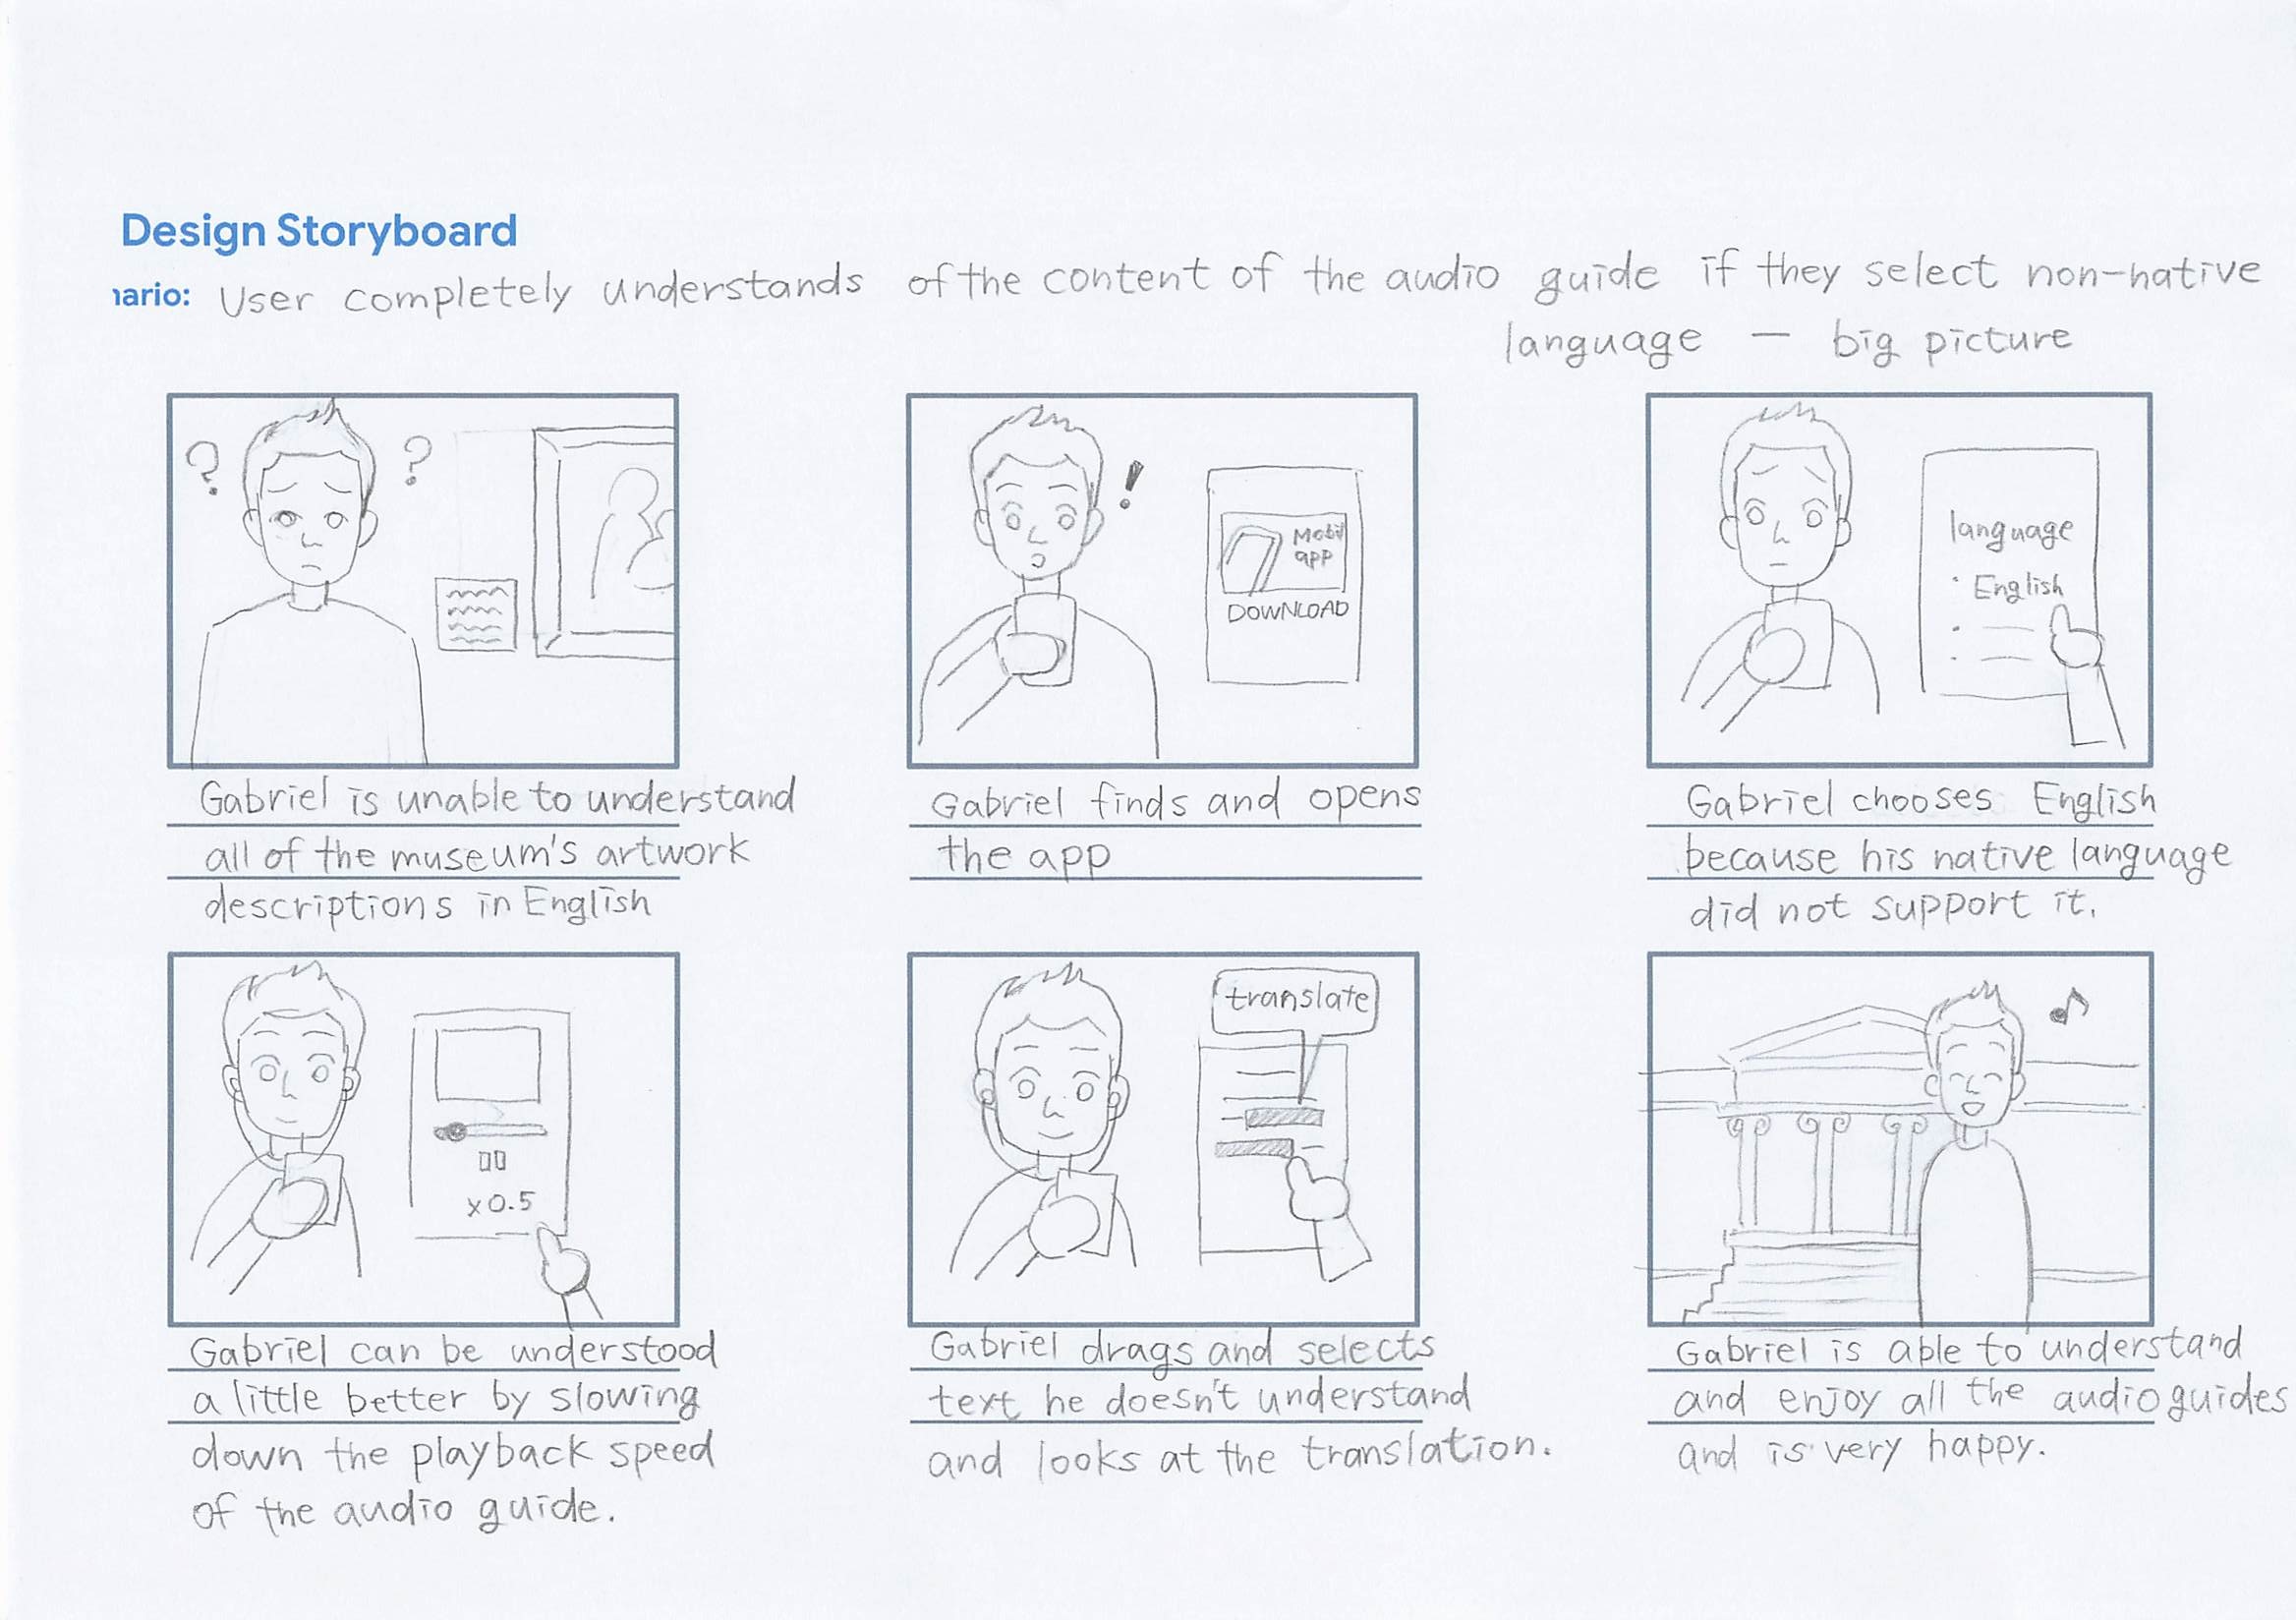 Design Storyboard
nario: User completely understands of the content of the audio guide if they select non-native
language — big picture
? ?
!
Mobil
app
DOWNLOAD
language
· English
·
·
Gabriel is unable to understand
all of the museum's artwork
descriptions in English
Gabriel finds and opens
the app
Gabriel chooses English
because his native language
did not support it.
x0.5
translate
Gabriel can be understood
a little better by slowing
down the playback speed
of the audio guide.
Gabriel drags and selects
text he doesn't understand
and looks at the translation.
Gabriel is able to understand
and enjoy all the audio guides
and is very happy.